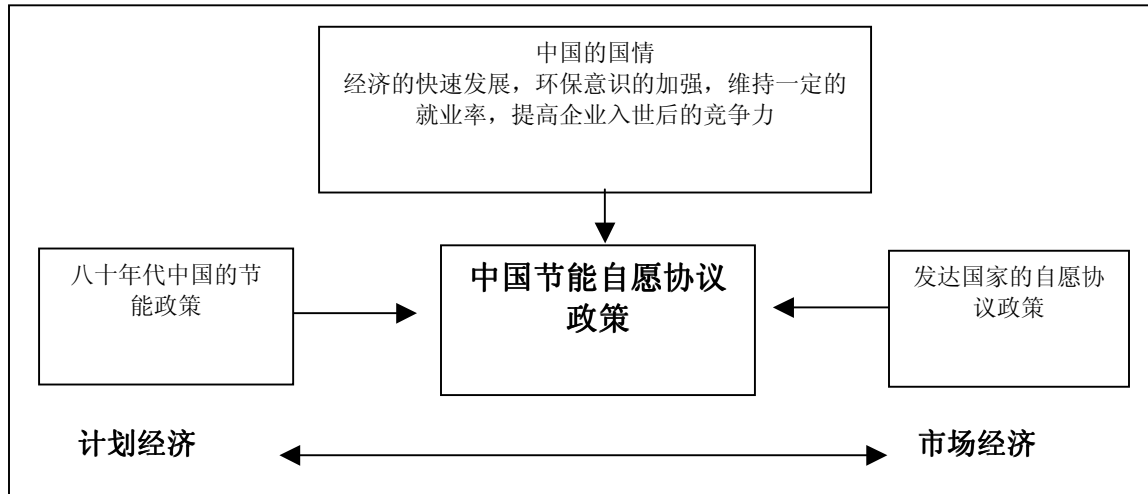 中国的国情
经济的快速发展，环保意识的加强，维持一定的
就业率，提高企业入世后的竞争力
八十年代中国的节
能政策
中国节能自愿协议
政策
发达国家的自愿协
议政策
计划经济
市场经济